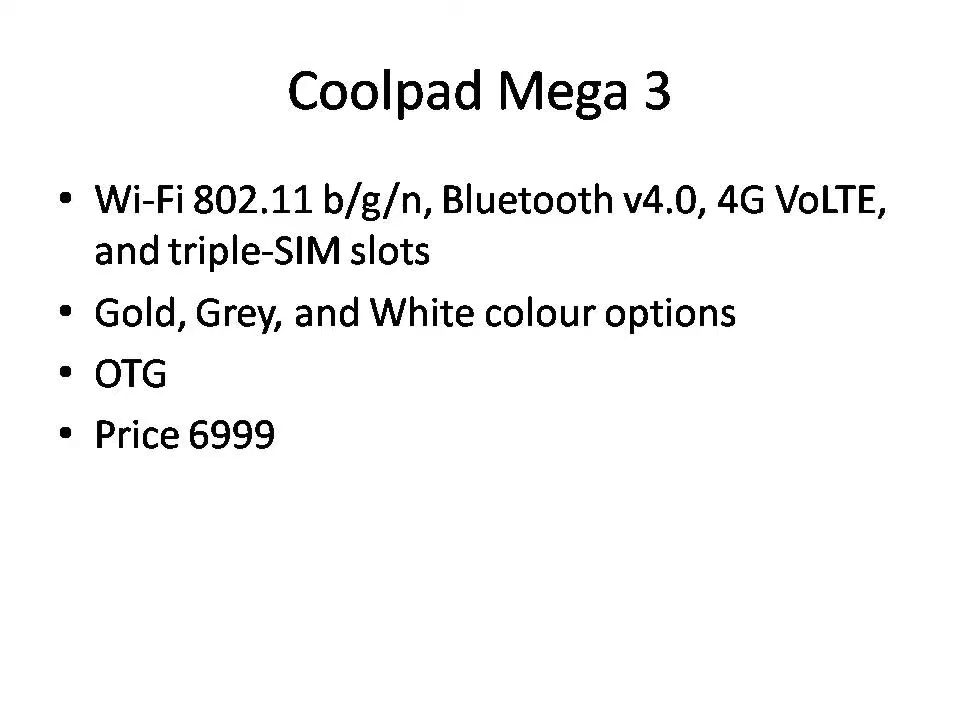 Coolpad Mega 3
• Wi-Fi 802.11 b/g/n, Bluetooth v4.0, 4G VoLTE,
and triple-SIM slots
• Gold, Grey, and White colour options
• OTG
• Price 6999